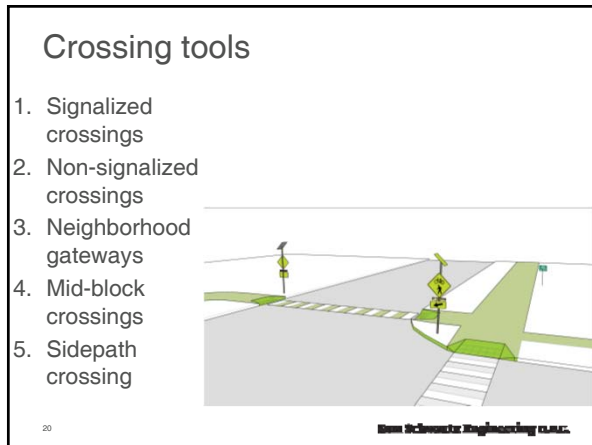 Crossing tools
1. Signalized
crossings
2. Non-signalized
crossings
3. Neighborhood
gateways
4. Mid-block
crossings
5. Sidepath
crossing
20
Engineering